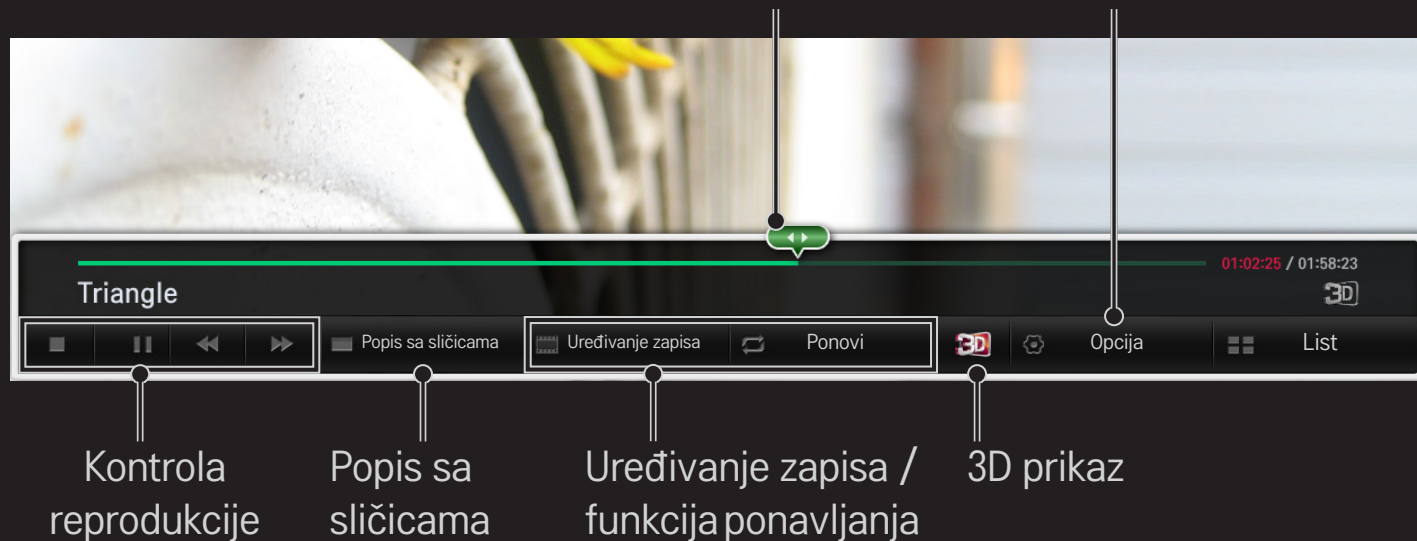 01:02:25 / 01:58:23
Triangle
3D
Popis sa sličicama
Uređivanje zapisa
Ponovi
3D
Opcija
List
Kontrola
reprodukcije
Popis sa
sličicama
Uređivanje zapisa /
funkcija ponavljanja
3D prikaz